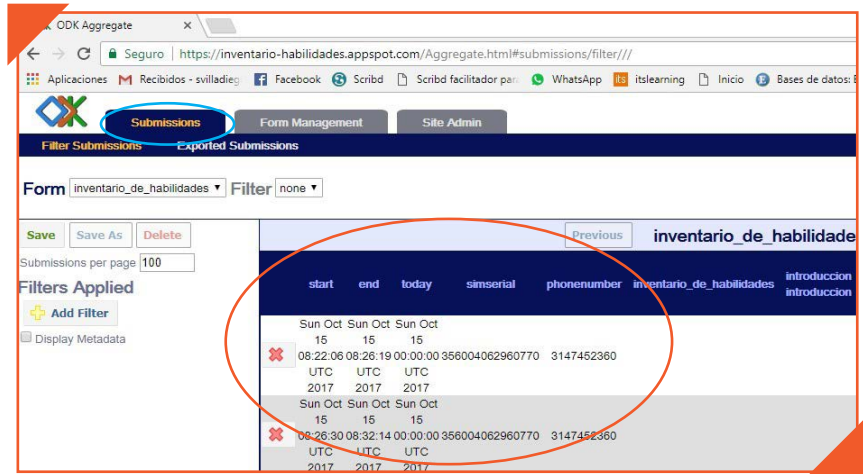 ODK Aggregate
Seguro https://inventario-habilidades.appspot.com/Aggregate.html#submissions/filter///
Aplicaciones Recibidos - svilladieg Facebook Scribd Scribd facilitador par WhatsApp its itslearning Inicio Bases de datos:
Submissions Form Management Site Admin
Filter Submissions Exported Submissions
Form inventario_de_habilidades Filter none
Save Save As Delete Previous inventario_de_habilidade
Submissions per page 100
Filters Applied
Add Filter
Display Metadata
start end today simserial phonenumber inventario_de_habilidades introduccion
introduccion
Sun Oct Sun Oct Sun Oct
15 15 15
08:22:06 08:26:19 00:00:00 356004062960770 3147452360
UTC UTC UTC
2017 2017 2017
Sun Oct Sun Oct Sun Oct
15 15 15
08:26:30 08:32:14 00:00:00 356004062960770 3147452360
UTC UTC UTC
2017 2017 2017